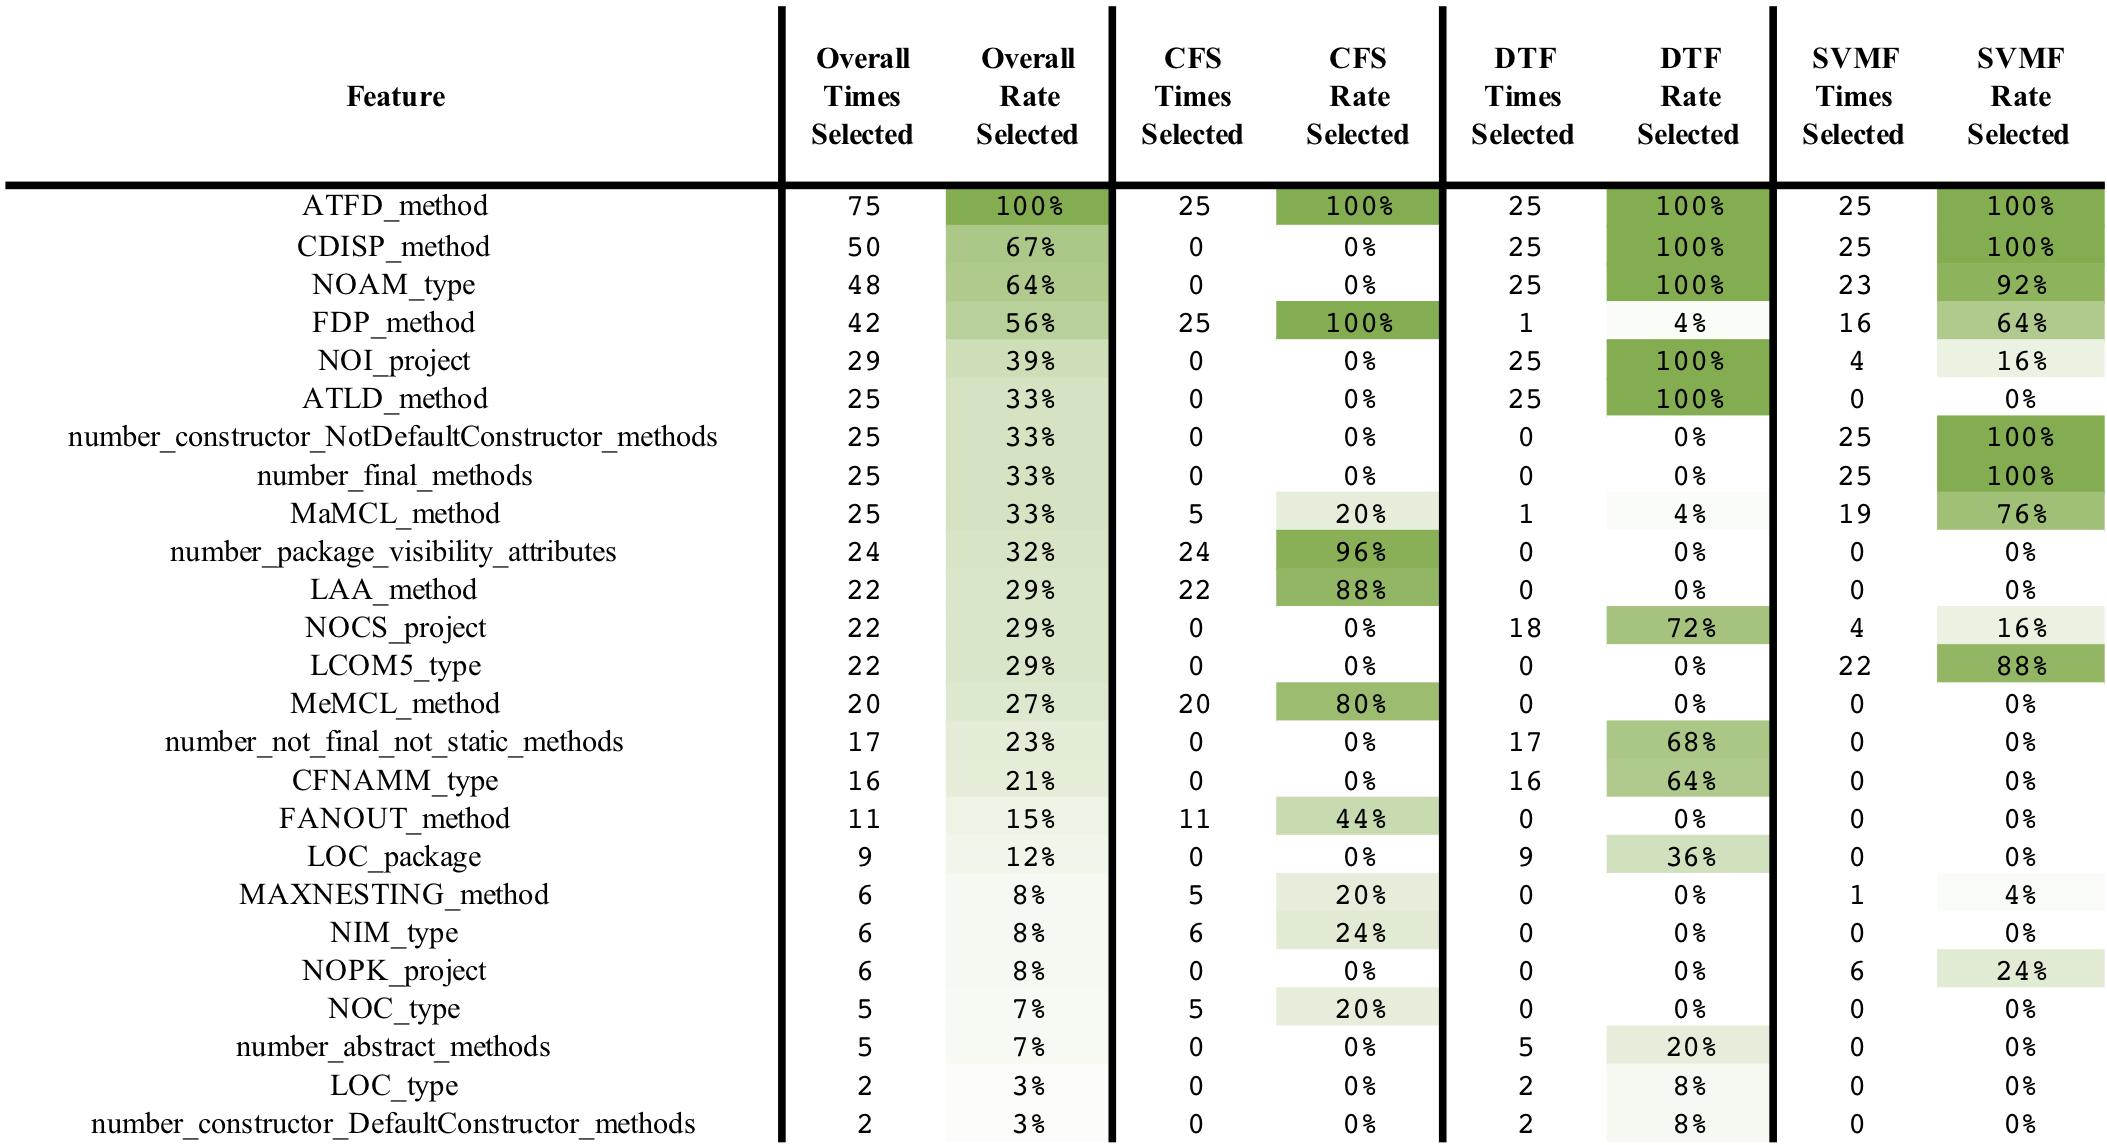 Feature Overall Times Selected Overall Rate Selected CFS Times Selected CFS Rate Selected DTF Times Selected DTF Rate Selected SVMF Times Selected SVMF Rate Selected
ATFD_method 75 100% 25 100% 25 100% 25 100%
CDISP_method 50 67% 0 0% 25 100% 25 100%
NOAM_type 48 64% 0 0% 25 100% 23 92%
FDP_method 42 56% 25 100% 1 4% 16 64%
NOI_project 29 39% 0 0% 25 100% 4 16%
ATLD_method 25 33% 0 0% 25 100% 0 0%
number_constructor_NotDefaultConstructor_methods 25 33% 0 0% 0 0% 25 100%
number_final_methods 25 33% 0 0% 0 0% 25 100%
MaMCL_method 25 33% 5 20% 1 4% 19 76%
number_package_visibility_attributes 24 32% 24 96% 0 0% 0 0%
LAA_method 22 29% 22 88% 0 0% 0 0%
NOCS_project 22 29% 0 0% 18 72% 4 16%
LCOM5_type 22 29% 0 0% 0 0% 22 88%
MeMCL_method 20 27% 20 80% 0 0% 0 0%
number_not_final_not_static_methods 17 23% 0 0% 17 68% 0 0%
CFNAMM_type 16 21% 0 0% 16 64% 0 0%
FANOUT_method 11 15% 11 44% 0 0% 0 0%
LOC_package 9 12% 0 0% 9 36% 0 0%
MAXNESTING_method 6 8% 5 20% 0 0% 1 4%
NIM_type 6 8% 6 24% 0 0% 0 0%
NOPK_project 6 8% 0 0% 0 0% 6 24%
NOC_type 5 7% 5 20% 0 0% 0 0%
number_abstract_methods 5 7% 0 0% 5 20% 0 0%
LOC_type 2 3% 0 0% 2 8% 0 0%
number_constructor_DefaultConstructor_methods 2 3% 0 0% 2 8% 0 0%